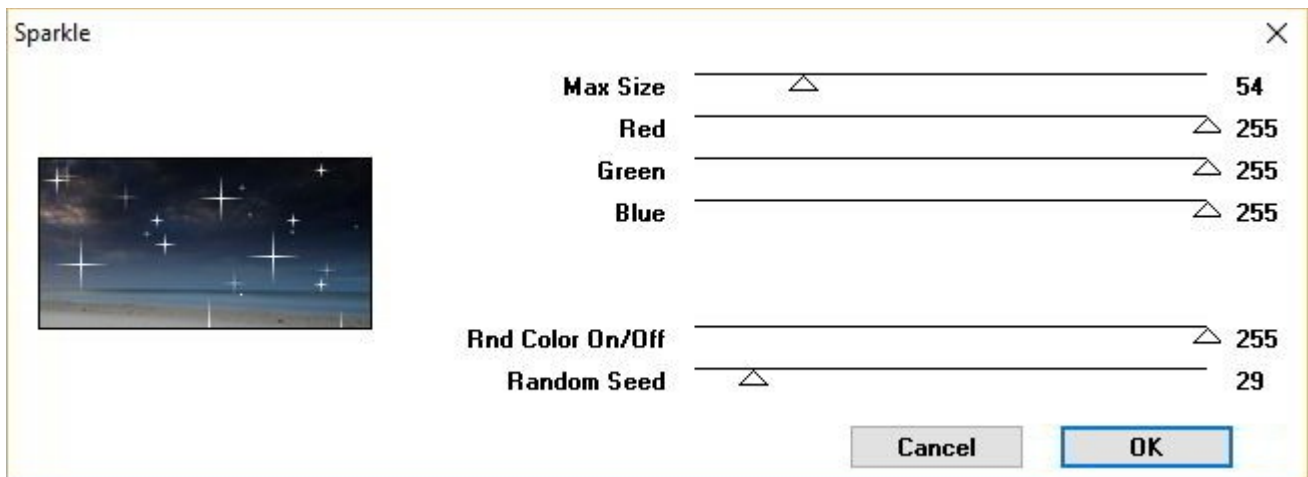 Sparkle
Max Size 54
Red 255
Green 255
Blue 255
Rnd Color On/Off 255
Random Seed 29
Cancel OK